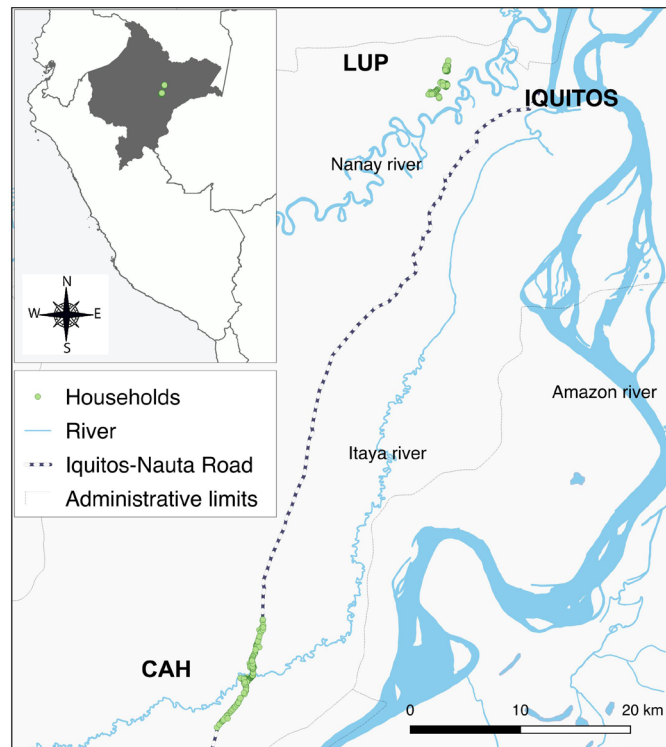 LUP
IQUITOS
Nanay river
N
W E
S
Households
River
Iquitos-Nauta Road
Administrative limits
Amazon river
Itaya river
CAH
0 10 20 km